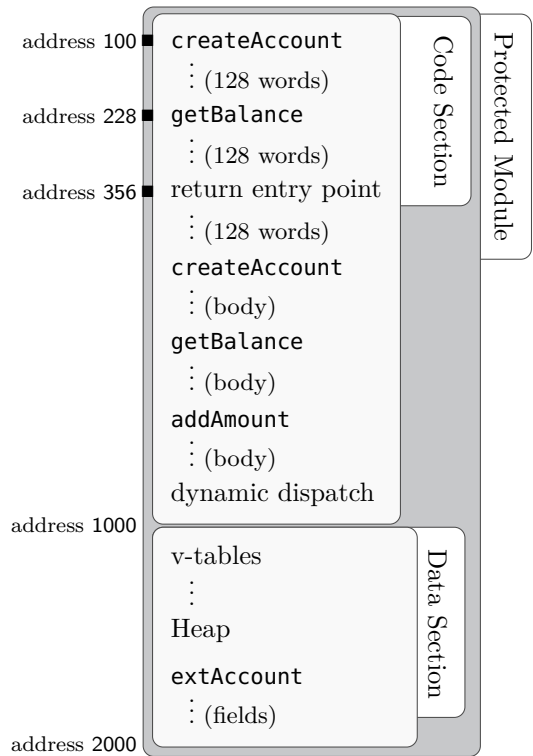 address 100
createAccount
⋮ (128 words)
address 228
getBalance
⋮ (128 words)
address 356
return entry point
⋮ (128 words)
createAccount
⋮ (body)
getBalance
⋮ (body)
addAmount
⋮ (body)
dynamic dispatch
Code Section
Protected Module
address 1000
v-tables
⋮
Heap
extAccount
⋮ (fields)
Data Section
address 2000